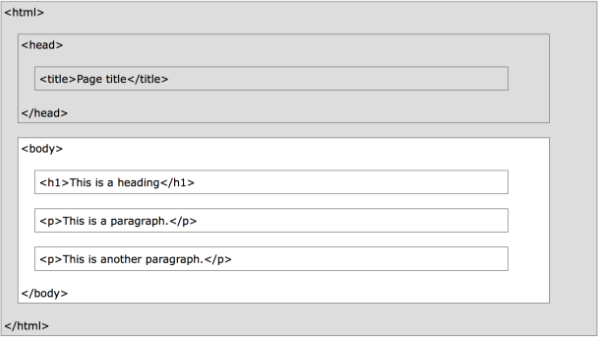 <html>
<head>
<title>Page title</title>
</head>
<body>
<h1>This is a heading</h1>
<p>This is a paragraph.</p>
<p>This is another paragraph.</p>
</body>
</html>